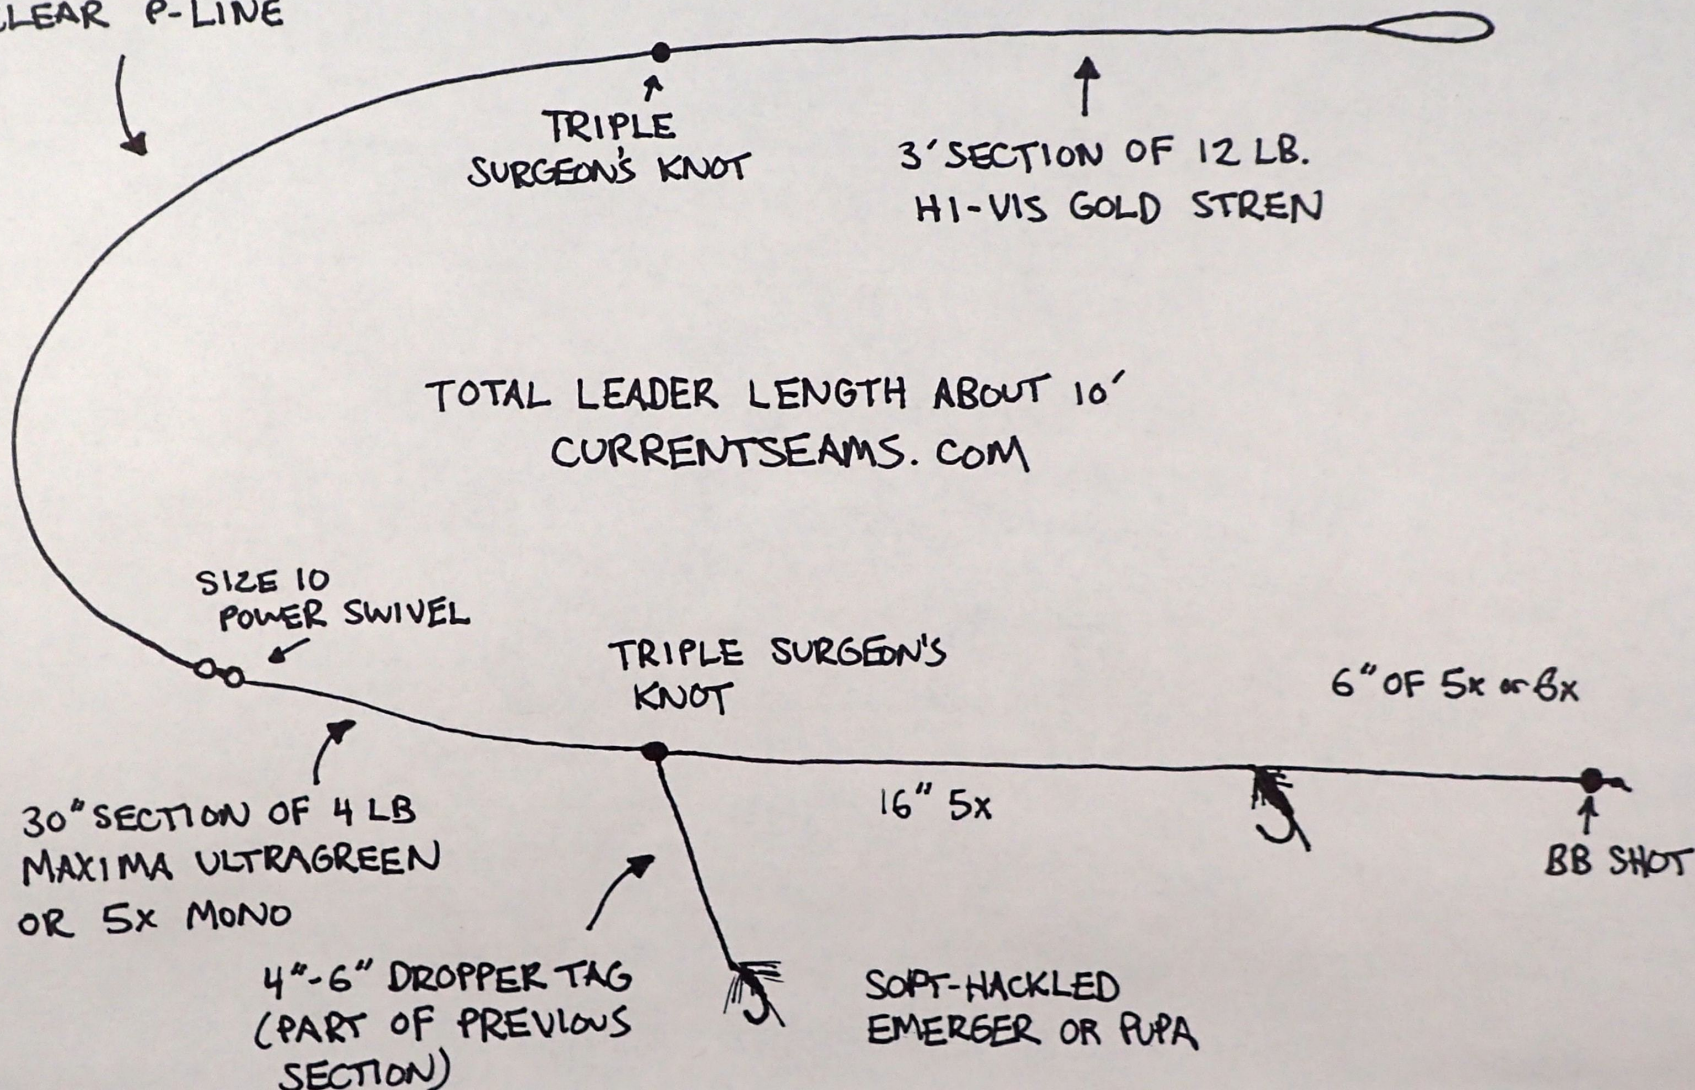 CLEAR P-LINE
TRIPLE
SURGEON'S KNOT
3' SECTION OF 12 LB.
HI-VIS GOLD STREN
TOTAL LEADER LENGTH ABOUT 10'
CURRENTSEAMS.COM
SIZE 10
POWER SWIVEL
TRIPLE SURGEON'S
KNOT
6" OF 5x or 6x
30" SECTION OF 4 LB
MAXIMA ULTRAGREEN
OR 5x MONO
16" 5x
BB SHOT
4"-6" DROPPER TAG
(PART OF PREVIOUS
SECTION)
SOFT-HACKLED
EMERGER OR PUPA